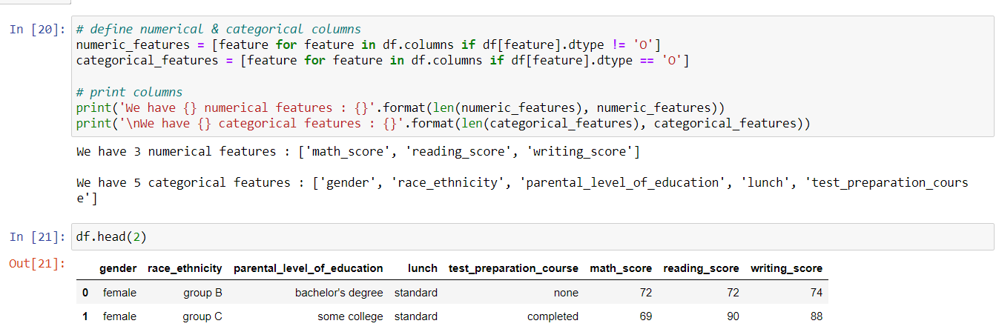 In [20]: # define numerical & categorical columns
numeric_features = [feature for feature in df.columns if df[feature].dtype != 'O']
categorical_features = [feature for feature in df.columns if df[feature].dtype == 'O']
# print columns
print('We have {} numerical features : {}'.format(len(numeric_features), numeric_features))
print('\nWe have {} categorical features : {}'.format(len(categorical_features), categorical_features))
We have 3 numerical features : ['math_score', 'reading_score', 'writing_score']
We have 5 categorical features : ['gender', 'race_ethnicity', 'parental_level_of_education', 'lunch', 'test_preparation_cours
e']
In [21]: df.head(2)
Out[21]:
gender race_ethnicity parental_level_of_education lunch test_preparation_course math_score reading_score writing_score
0 female group B bachelor's degree standard none 72 72 74
1 female group C some college standard completed 69 90 88